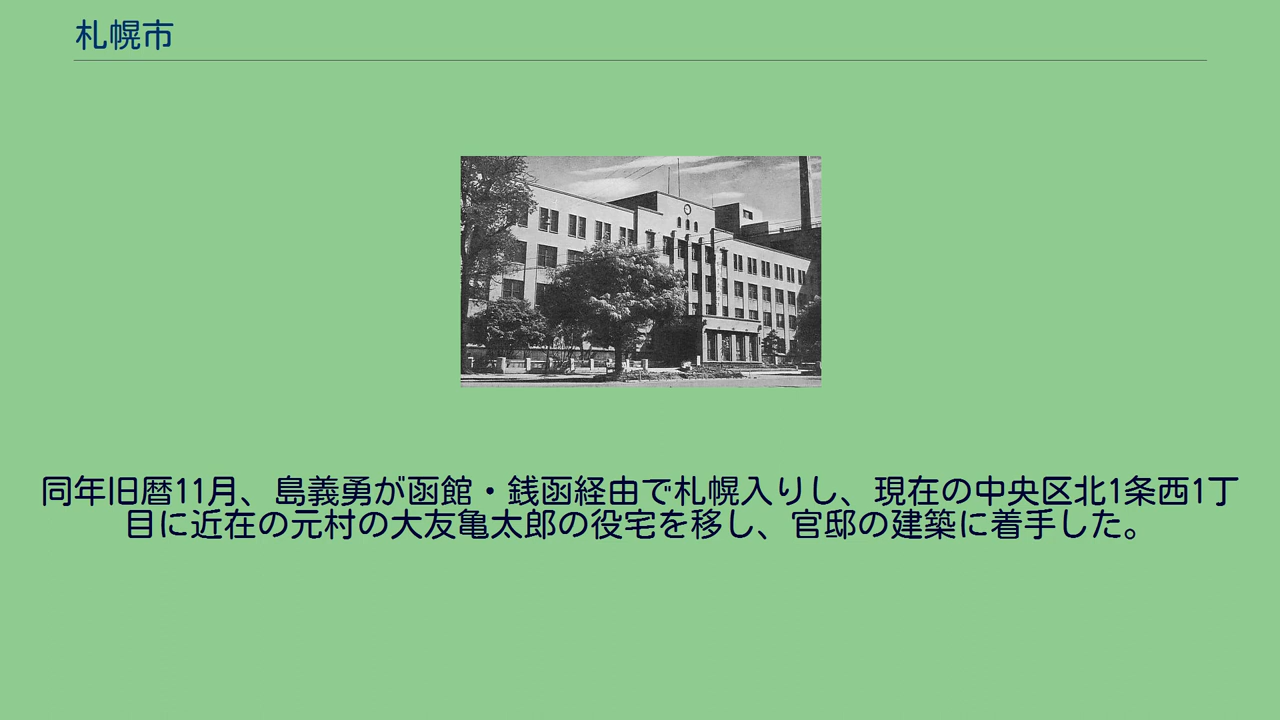 札幌市
同年旧暦11月、島義勇が函館・銭函経由で札幌入りし、現在の中央区北1条西1丁
目に近在の元村の大友亀太郎の役宅を移し、官邸の建築に着手した。